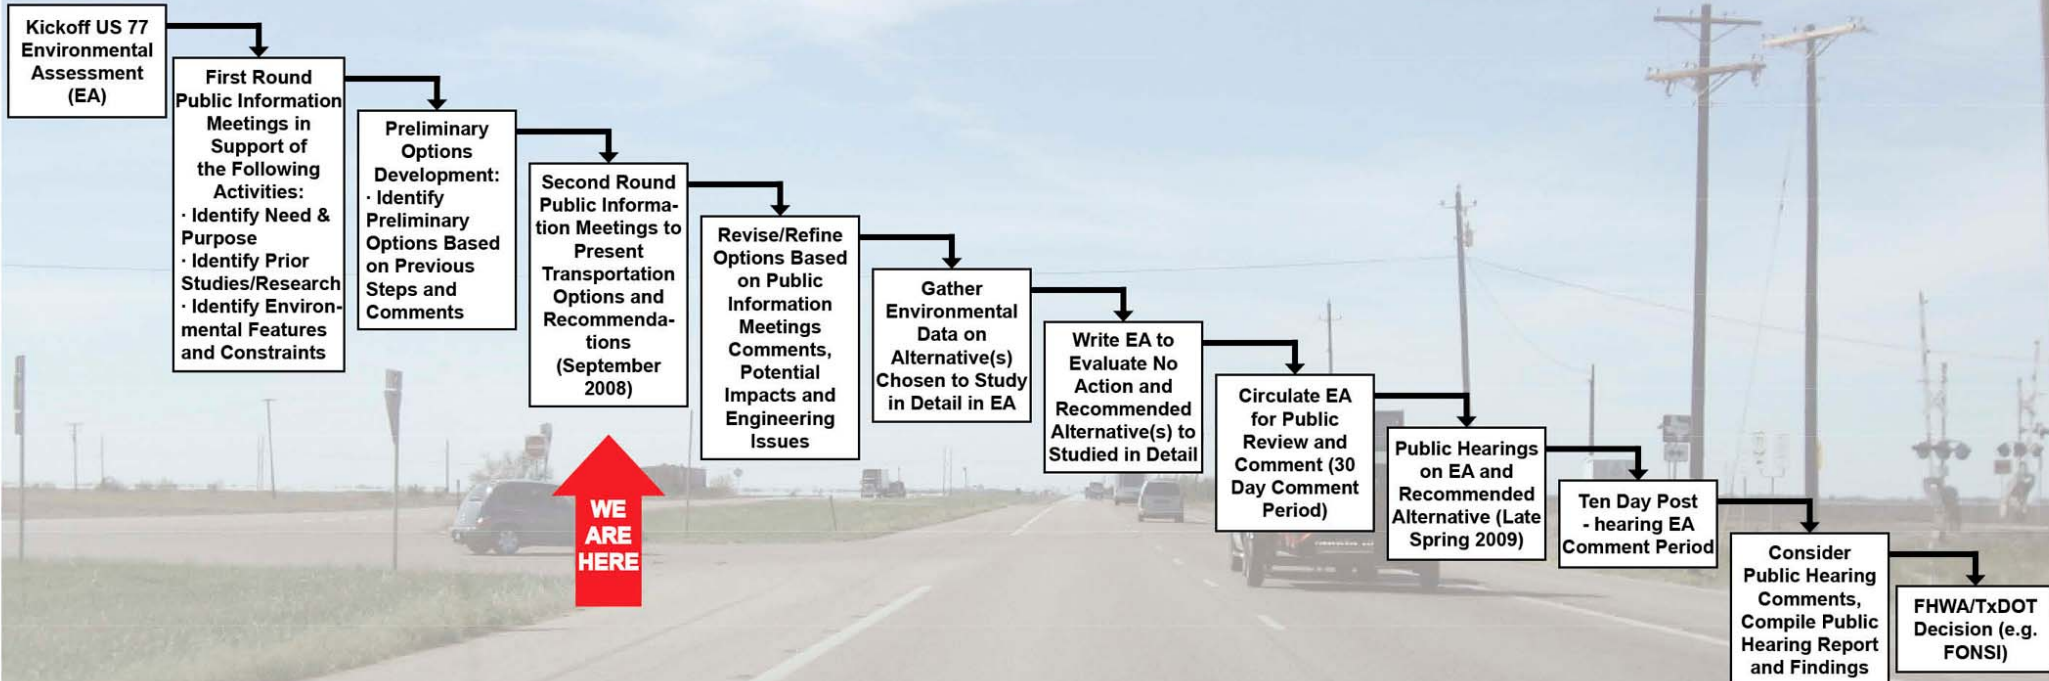 Kickoff US 77
Environmental
Assessment
(EA)
First Round
Public Information
Meetings in
Support of
the Following
Activities:
· Identify Need &
Purpose
· Identify Prior
Studies/Research
· Identify Environ-
mental Features
and Constraints
Preliminary
Options
Development:
· Identify
Preliminary
Options Based
on Previous
Steps and
Comments
Second Round
Public Informa-
tion Meetings to
Present
Transportation
Options and
Recommenda-
tions
(September
2008)
WE
ARE
HERE
Revise/Refine
Options Based
on Public
Information
Meetings
Comments,
Potential
Impacts and
Engineering
Issues
Gather
Environmental
Data on
Alternative(s)
Chosen to Study
in Detail in EA
Write EA to
Evaluate No
Action and
Recommended
Alternative(s) to
Studied in Detail
Circulate EA
for Public
Review and
Comment (30
Day Comment
Period)
Public Hearings
on EA and
Recommended
Alternative (Late
Spring 2009)
Ten Day Post
- hearing EA
Comment Period
Consider
Public Hearing
Comments,
Compile Public
Hearing Report
and Findings
FHWA/TxDOT
Decision (e.g.
FONSI)